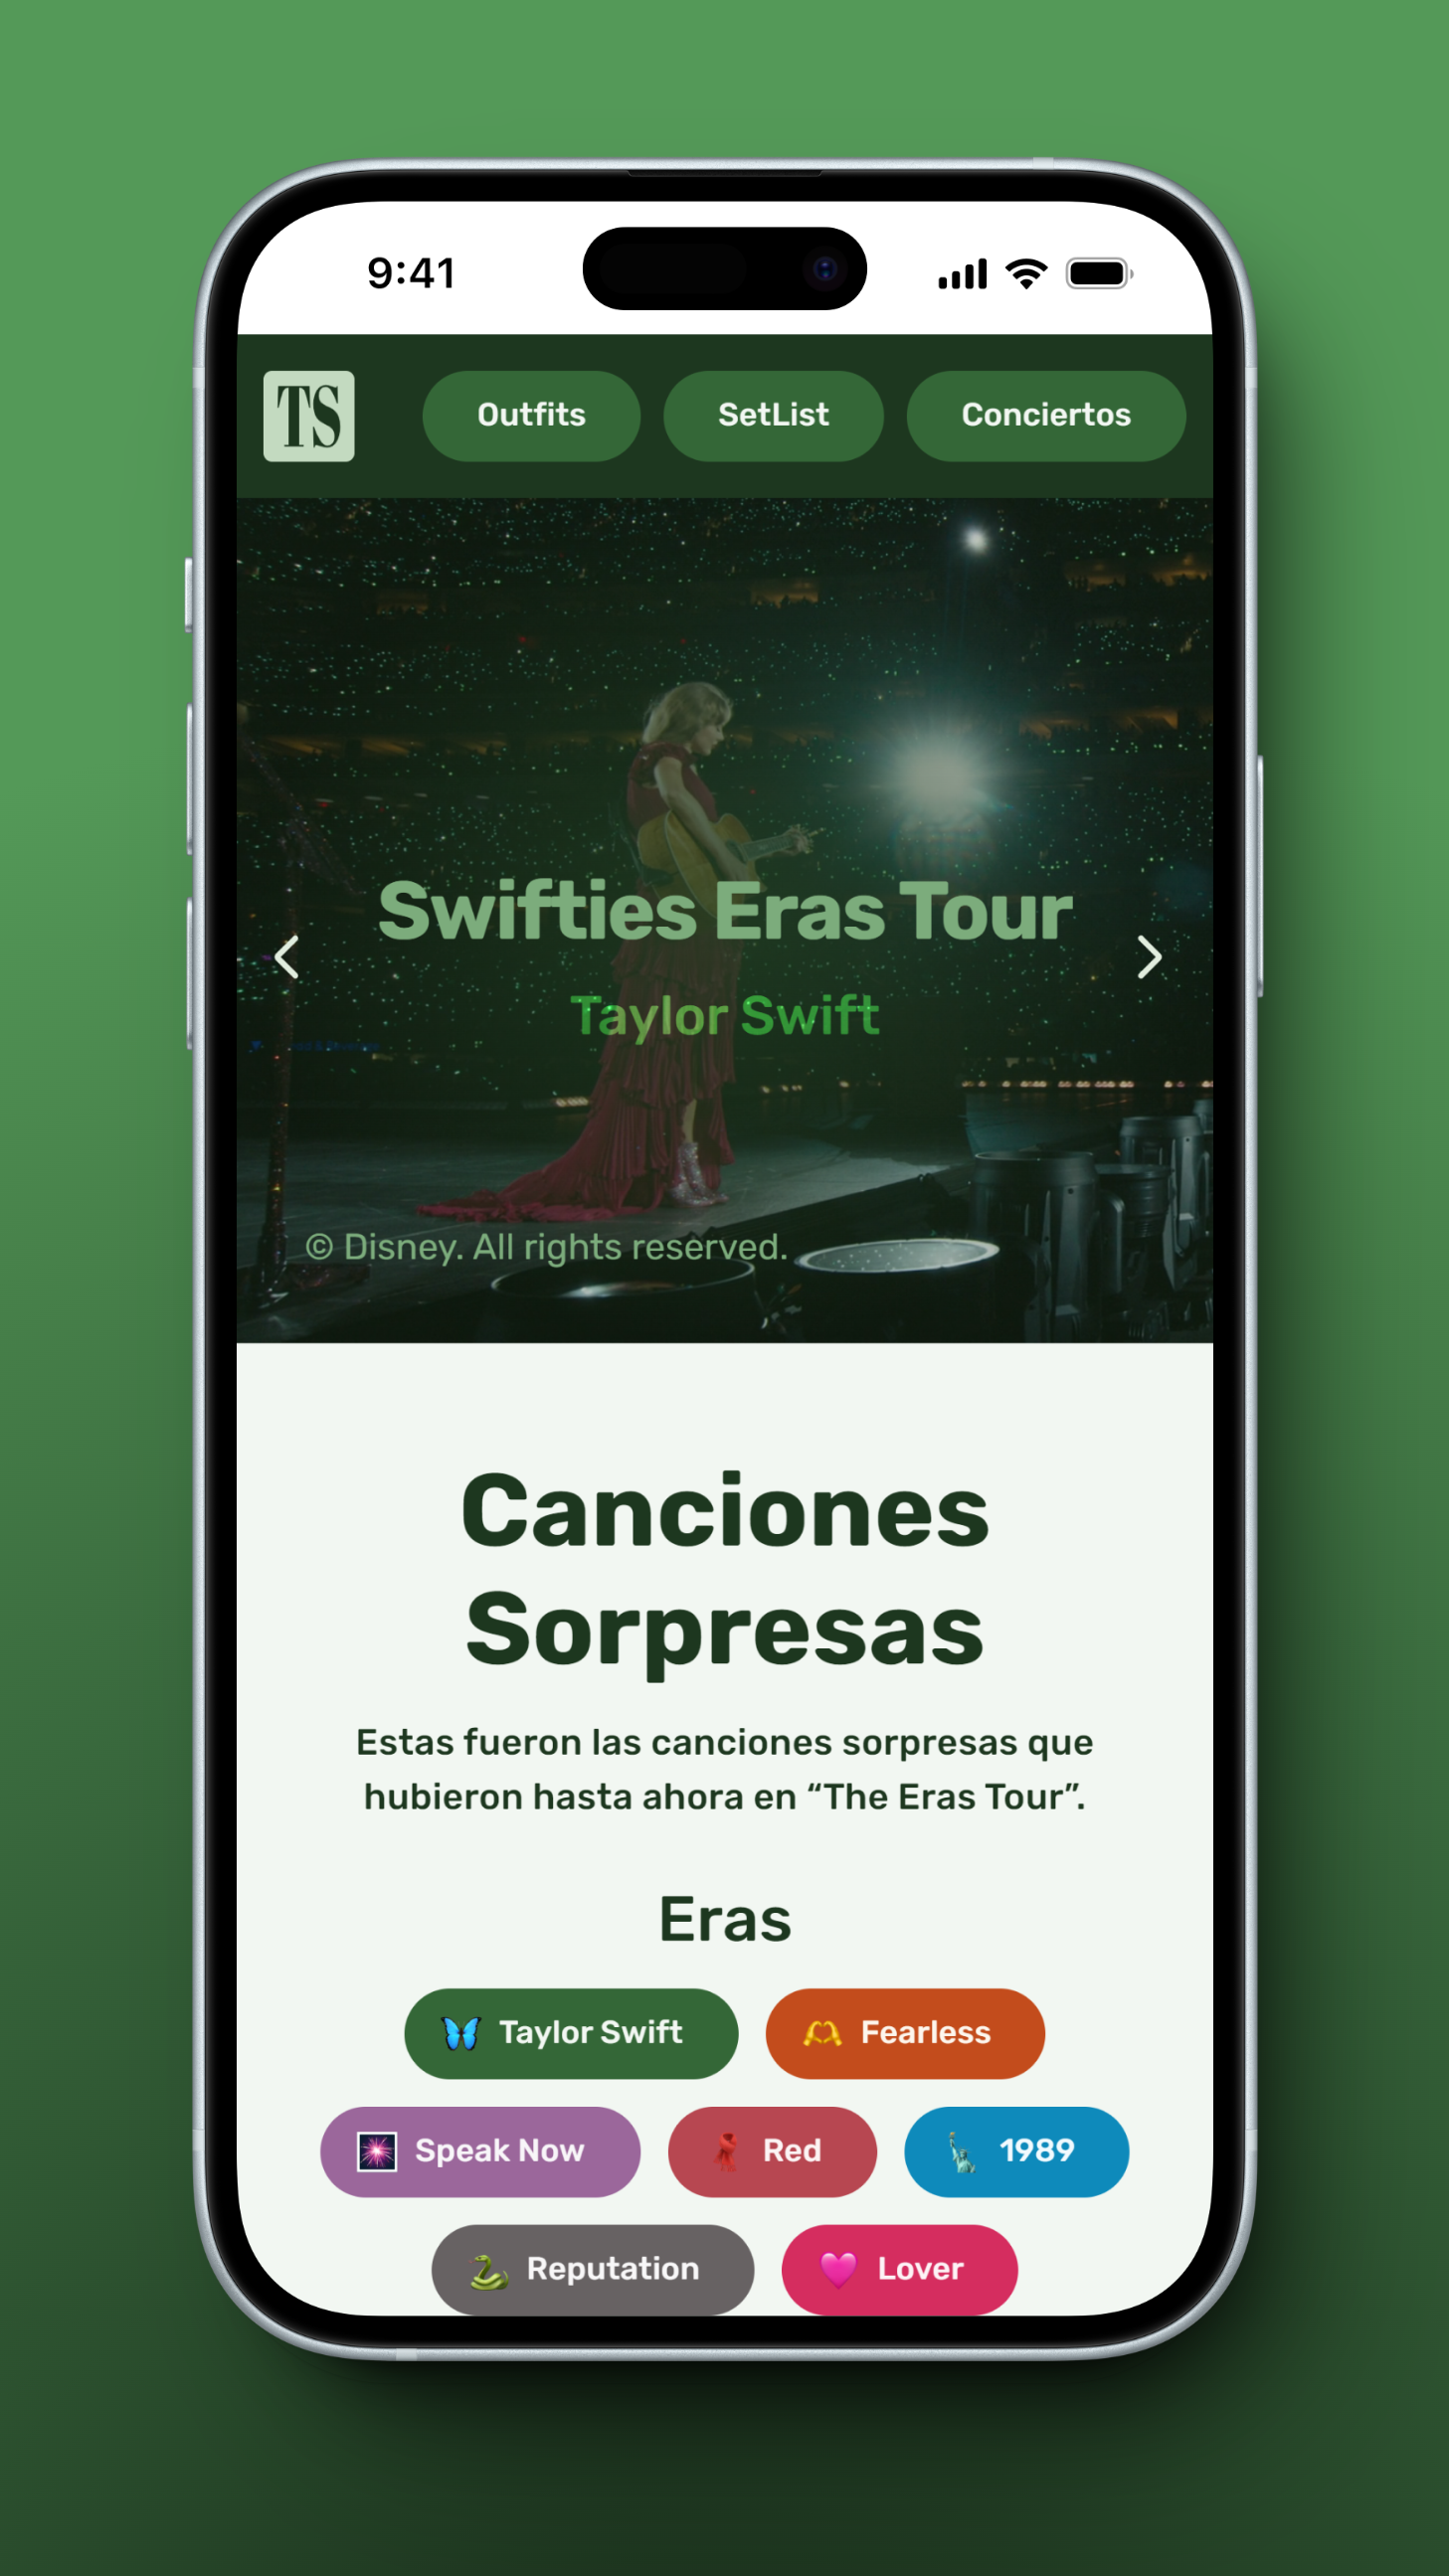 9:41
TS
Outfits
SetList
Conciertos
Swifties Eras Tour
Taylor Swift
© Disney. All rights reserved.
Canciones
Sorpresas
Estas fueron las canciones sorpresas que
hubieron hasta ahora en “The Eras Tour”.
Eras
Taylor Swift
Fearless
Speak Now
Red
1989
Reputation
Lover